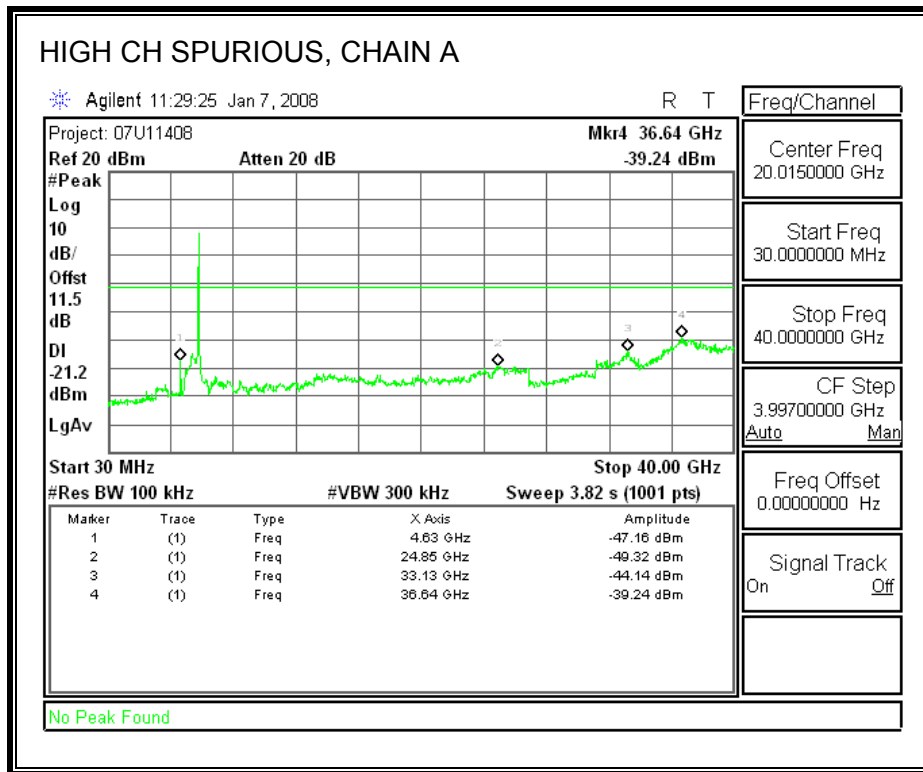 HIGH CH SPURIOUS, CHAIN A
Agilent 11:29:25 Jan 7, 2008 R T
Project: 07U11408 Mkr4 36.64 GHz
Ref 20 dBm Atten 20 dB -39.24 dBm
#Peak
Log
10
dB/
Offst
11.5
dB
DI
-21.2
dBm
LgAv
1
2
3
4
Start 30 MHz Stop 40.00 GHz
#Res BW 100 kHz #VBW 300 kHz Sweep 3.82 s (1001 pts)
Marker Trace Type X Axis Amplitude
1 (1) Freq 4.63 GHz -47.16 dBm
2 (1) Freq 24.85 GHz -49.32 dBm
3 (1) Freq 33.13 GHz -44.14 dBm
4 (1) Freq 36.64 GHz -39.24 dBm
No Peak Found
Freq/Channel
Center Freq
20.0150000 GHz
Start Freq
30.0000000 MHz
Stop Freq
40.0000000 GHz
CF Step
3.99700000 GHz
Auto Man
Freq Offset
0.00000000 Hz
Signal Track
On Off